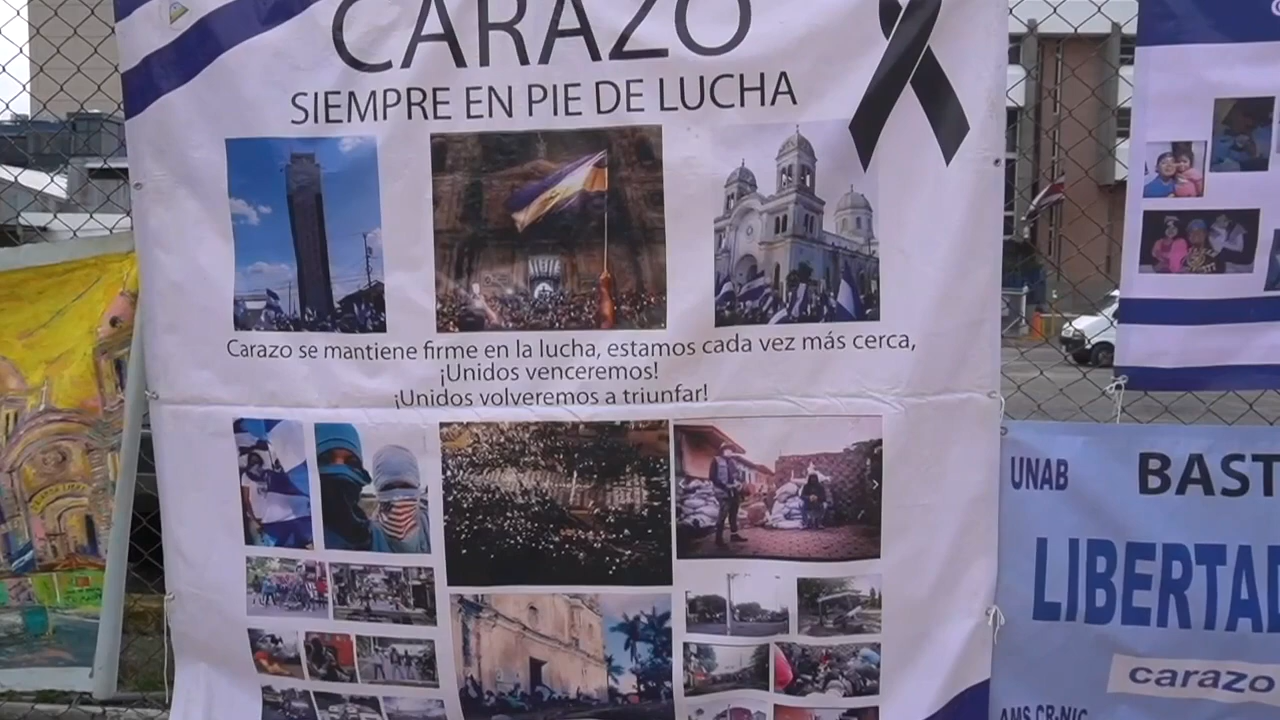 CARAZO
SIEMPRE EN PIE DE LUCHA
Carazo se mantiene firme en la lucha, estamos cada vez más cerca,
¡Unidos venceremos!
¡Unidos volveremos a triunfar!
UNAB
BAST
LIBERTAD
carazo
AMS CR-NIC